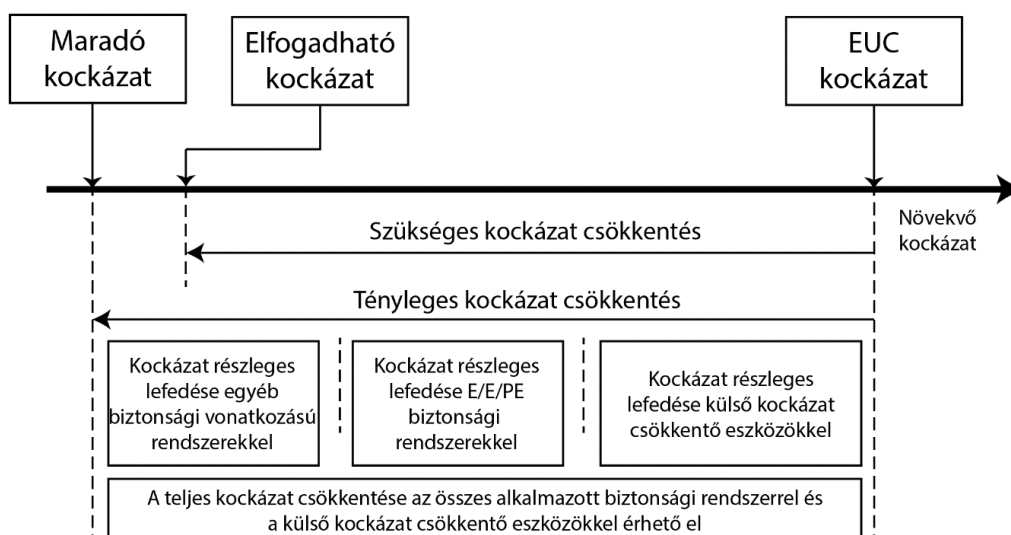 Maradó
kockázat
Elfogadható
kockázat
EUC
kockázat
Növekvő
kockázat
Szükséges kockázat csökkentés
Tényleges kockázat csökkentés
Kockázat részleges
lefedése egyéb
biztonsági vonatkozású
rendszerekkel
Kockázat részleges
lefedése E/E/PE
biztonsági
rendszerekkel
Kockázat részleges
lefedése külső kockázat
csökkentő eszközökkel
A teljes kockázat csökkentése az összes alkalmazott biztonsági rendszerrel és
a külső kockázat csökkentő eszközökkel érhető el